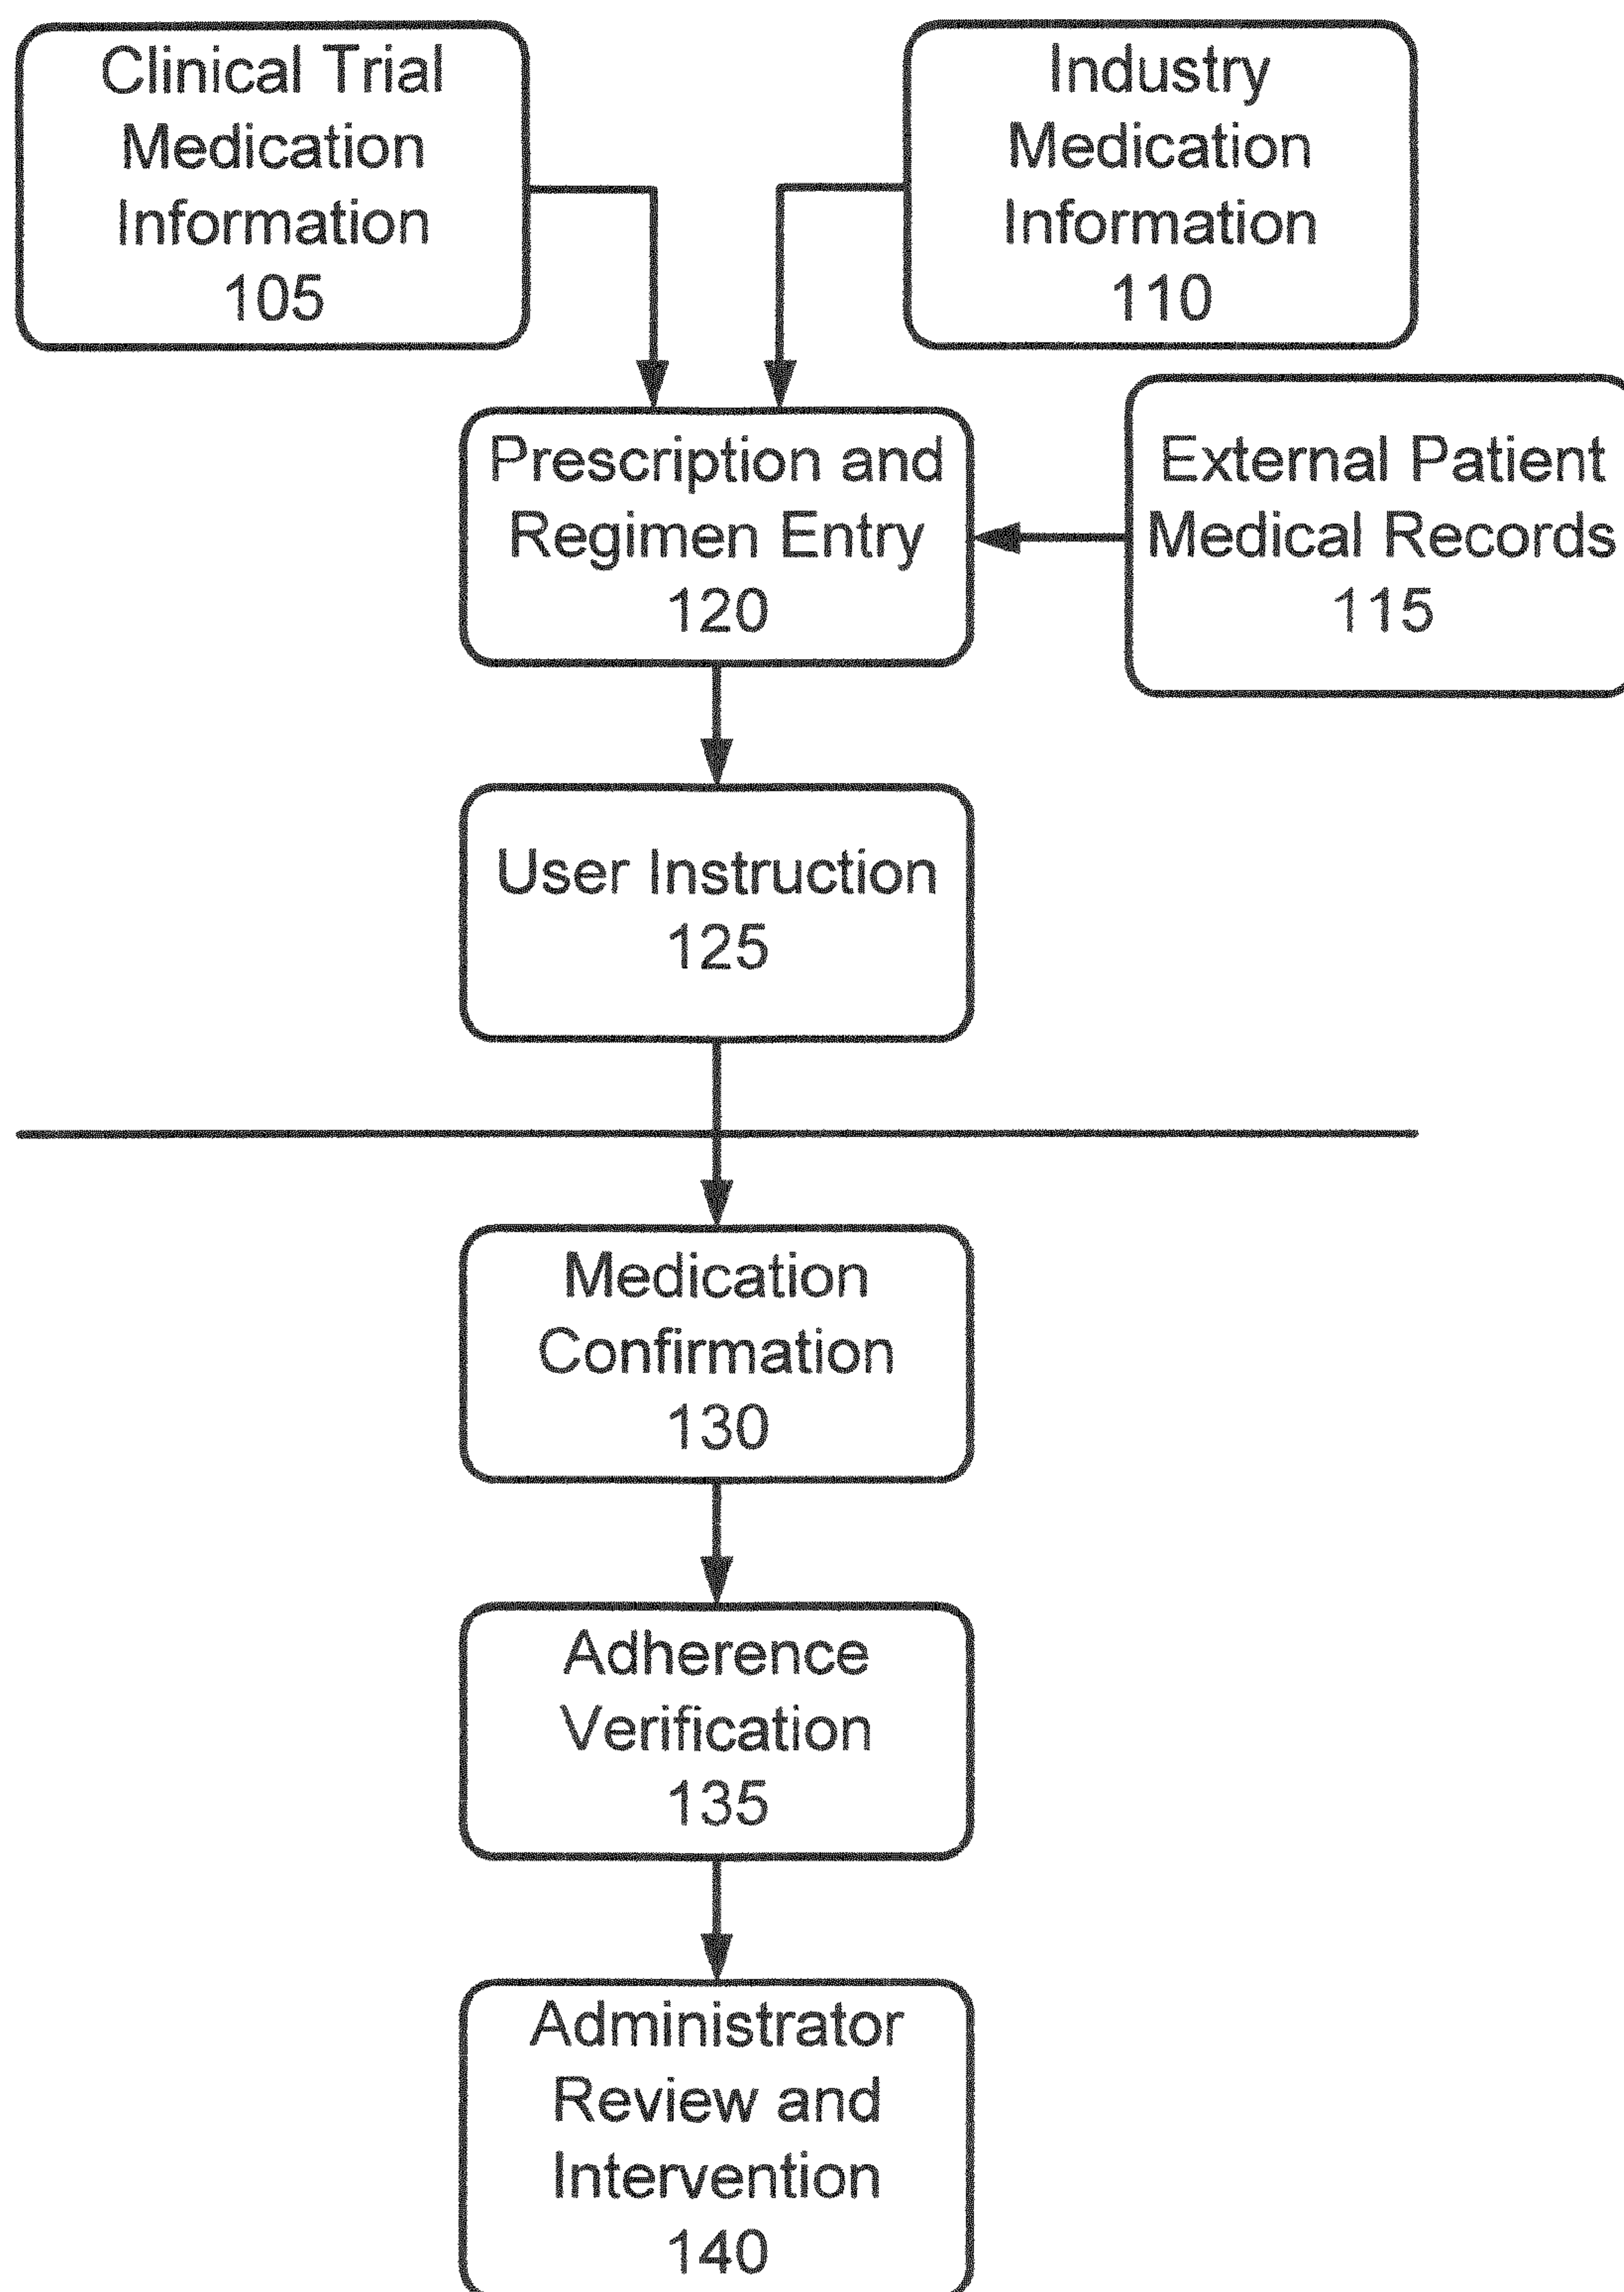 Clinical Trial
Medication
Information
105
Industry
Medication
Information
110
Prescription and
Regimen Entry
120
External Patient
Medical Records
115
User Instruction
125
Medication
Confirmation
130
Adherence
Verification
135
Administrator
Review and
Intervention
140